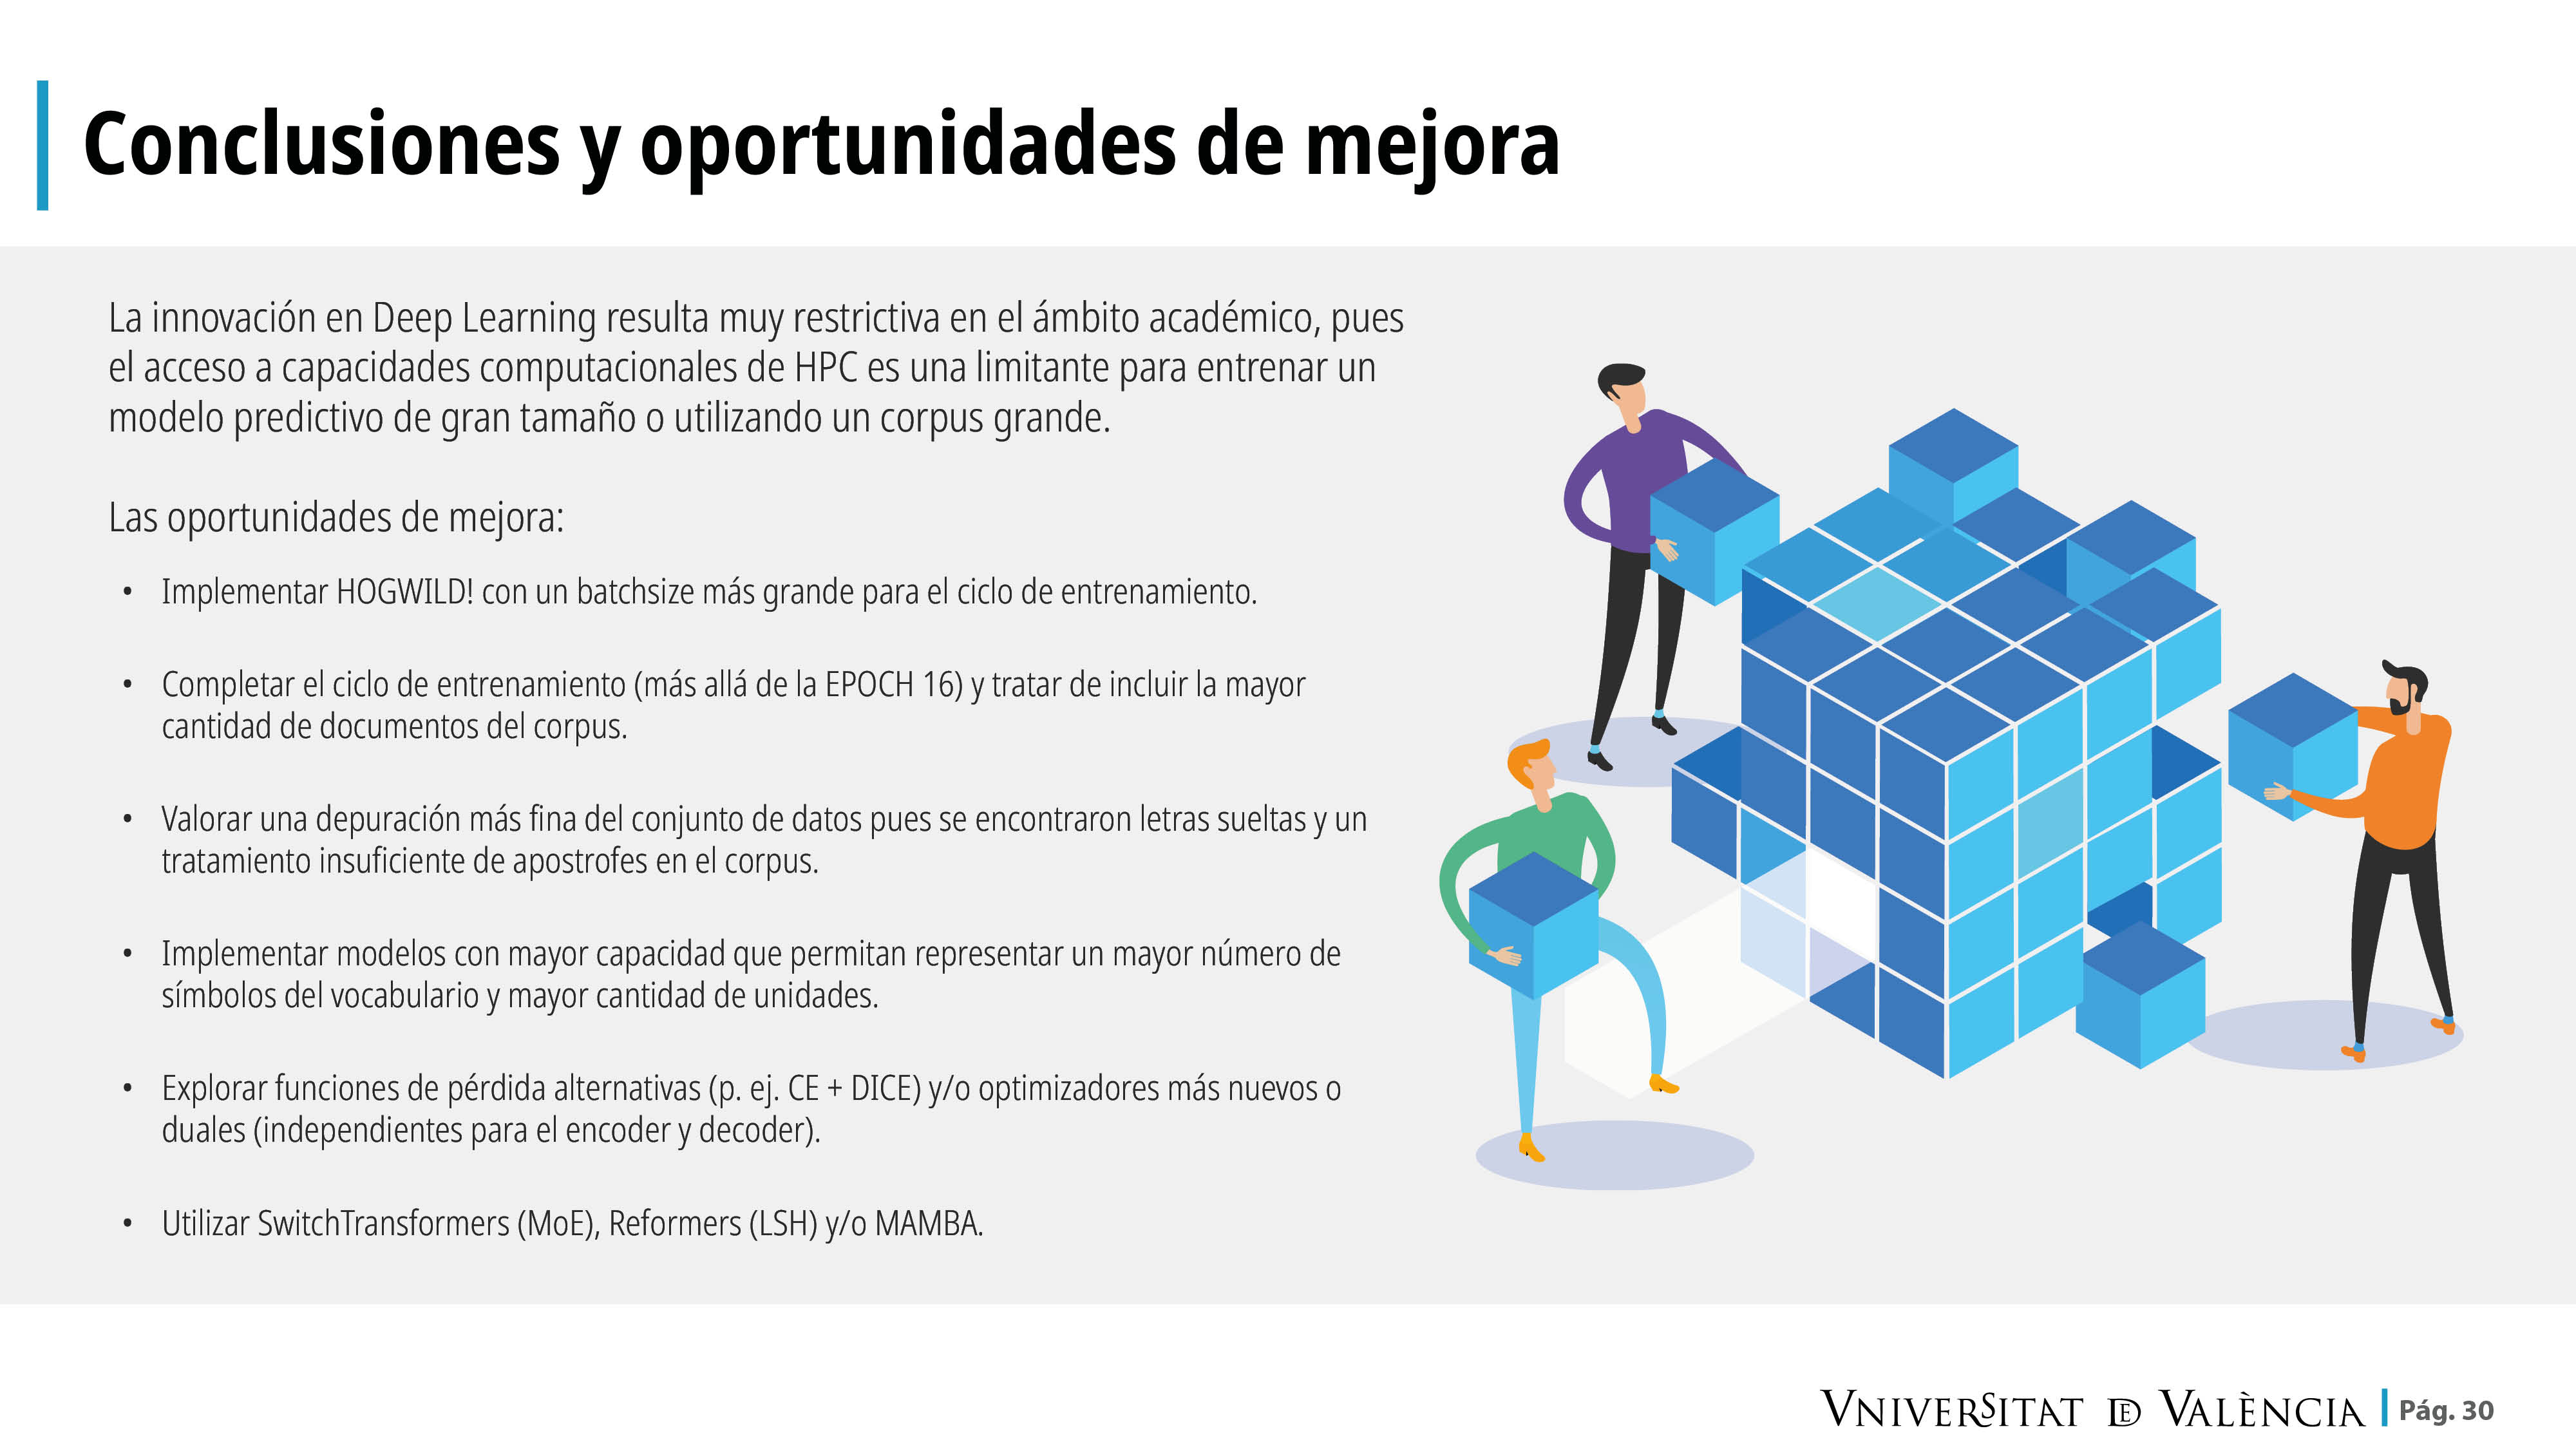 Conclusiones y oportunidades de mejora
La innovación en Deep Learning resulta muy restrictiva en el ámbito académico, pues
el acceso a capacidades computacionales de HPC es una limitante para entrenar un
modelo predictivo de gran tamaño o utilizando un corpus grande.
Las oportunidades de mejora:
• Implementar HOGWILD! con un batchsize más grande para el ciclo de entrenamiento.
• Completar el ciclo de entrenamiento (más allá de la EPOCH 16) y tratar de incluir la mayor
cantidad de documentos del corpus.
• Valorar una depuración más fina del conjunto de datos pues se encontraron letras sueltas y un
tratamiento insuficiente de apostrofes en el corpus.
• Implementar modelos con mayor capacidad que permitan representar un mayor número de
símbolos del vocabulario y mayor cantidad de unidades.
• Explorar funciones de pérdida alternativas (p. ej. CE + DICE) y/o optimizadores más nuevos o
duales (independientes para el encoder y decoder).
• Utilizar SwitchTransformers (MoE), Reformers (LSH) y/o MAMBA.
VNIVERSITAT DE VALÈNCIA Pág. 30